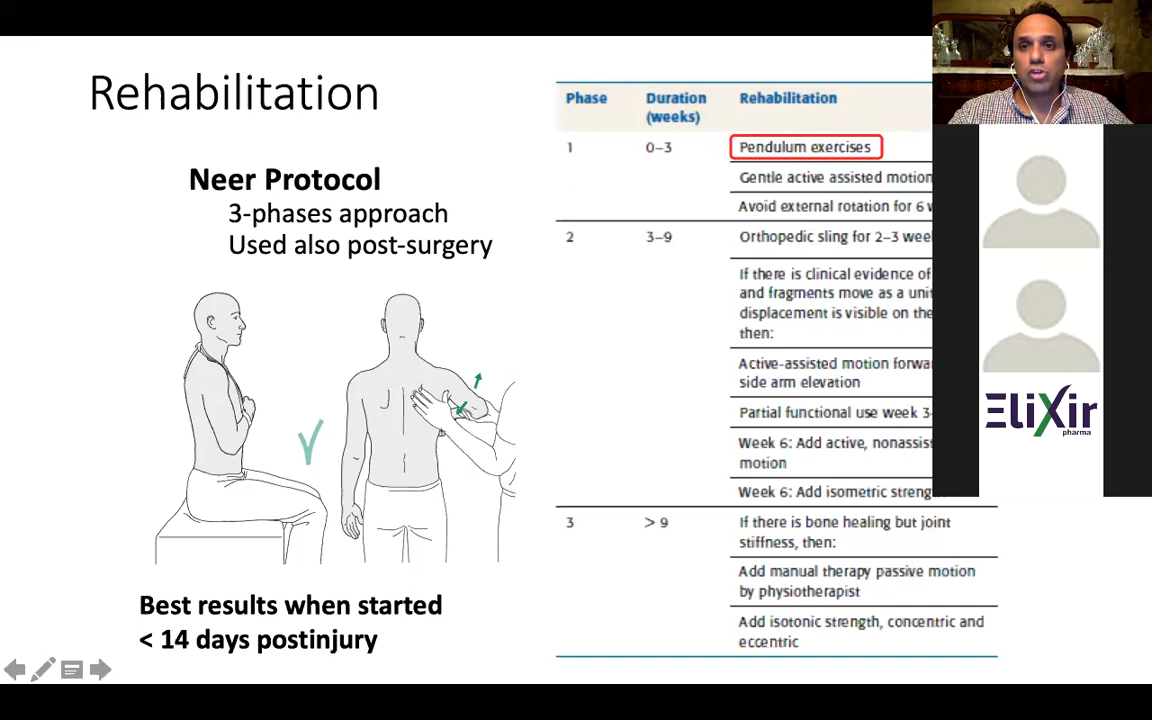 Rehabilitation
Neer Protocol
3-phases approach
Used also post-surgery
Best results when started
< 14 days postinjury
Phase Duration (weeks) Rehabilitation
1 0–3 Pendulum exercises
Gentle active assisted motion
Avoid external rotation for 6
2 3–9 Orthopedic sling for 2–3
If there is clinical evidence of
and fragments move as a unit
displacement is visible on the
then:
Active-assisted motion
side arm elevation
Partial functional use week
Week 6: Add active,
motion
Week 6: Add isometric
3 > 9 If there is bone healing but joint
stiffness, then:
Add manual therapy passive motion
by physiotherapist
Add isotonic strength, concentric and
eccentric
EliXir
pharma